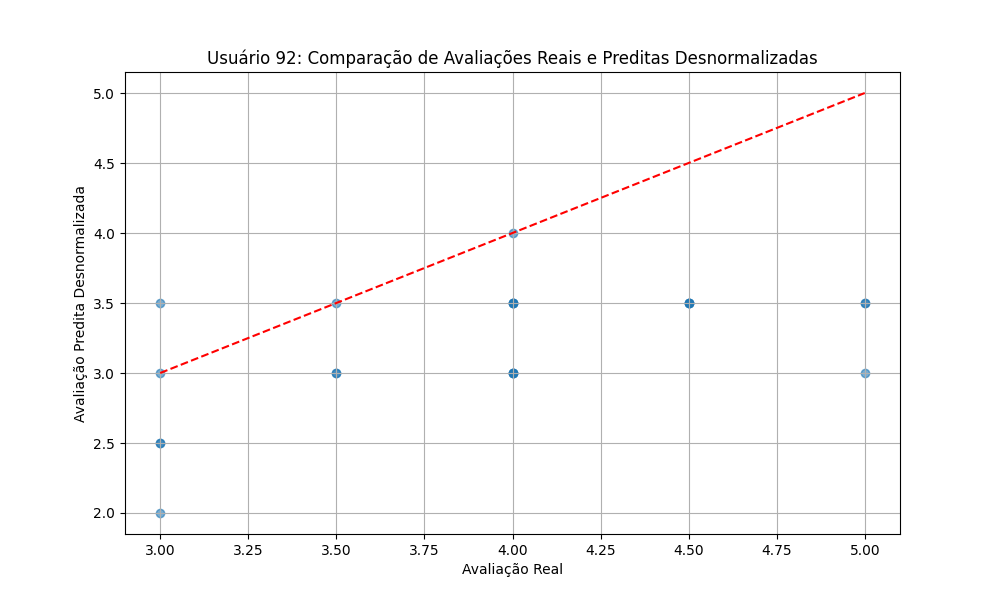 Usuário 92: Comparação de Avaliações Reais e Preditas Desnormalizadas
Avaliação Predita Desnormalizada
5.0
4.5
4.0
3.5
3.0
2.5
2.0
3.00 3.25 3.50 3.75 4.00 4.25 4.50 4.75 5.00
Avaliação Real